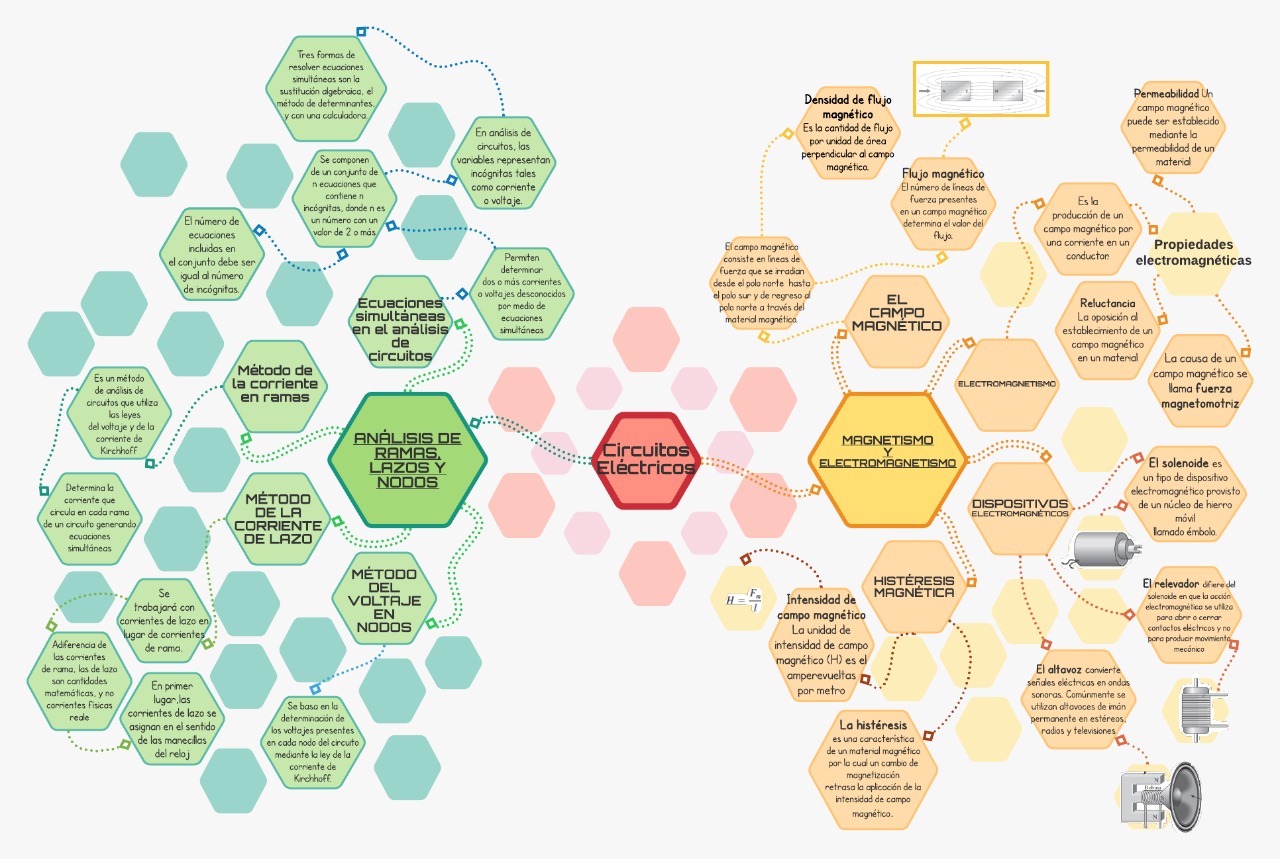 Circuitos
Eléctricos
ANÁLISIS DE
RAMAS,
LAZOS Y
NODOS
Ecuaciones
simultáneas
en el análisis
de
circuitos
Permiten
determinar
dos o más corrientes
o voltajes desconocidos
por medio de
ecuaciones
simultáneas
Se componen
de un conjunto de
n ecuaciones que
contiene n
incógnitas, donde n es
un número con un
valor de 2 o más
El número de
ecuaciones
incluidas en
el conjunto debe ser
igual al número
de incógnitas.
En análisis de
circuitos, las
variables representan
incógnitas tales
como corriente
o voltaje.
Tres formas de
resolver ecuaciones
simultáneas son la
sustitución algebraica, el
método de determinantes,
y con una calculadora.
Método de
la corriente
en ramas
Es un método
de análisis de
circuitos que utiliza
las leyes
del voltaje y de la
corriente de
Kirchhoff
Determina la
corriente que
circula en cada rama
de un circuito generando
ecuaciones
simultáneas
MÉTODO
DE LA
CORRIENTE
DE LAZO
Se
trabajará con
corrientes de lazo en
lugar de corrientes
de rama.
Adiferencia de
las corrientes
de rama, las de lazo
son cantidades
matemáticas, y no
corrientes físicas
reale
En primer
lugar,las
corrientes de lazo se
asignan en el sentido
de las manecillas
del reloj
MÉTODO
DEL
VOLTAJE
EN
NODOS
Se basa en la
determinación de
los voltajes presentes
en cada nodo del circuito
mediante la ley de la
corriente de
Kirchhoff.
MAGNETISMO
Y
ELECTROMAGNETISMO
EL
CAMPO
MAGNÉTICO
El campo magnético
consiste en líneas de
fuerza que se irradian
desde el polo norte hasta
el polo sur y de regreso al
polo norte a través del
material magnético.
Densidad de flujo
magnético
Es la cantidad de flujo
por unidad de área
perpendicular al campo
magnético.
Flujo magnético
El número de líneas de
fuerza presentes
en un campo magnético
determina el valor del
flujo.
ELECTROMAGNETISMO
Es la
producción de un
campo magnético por
una corriente en un
conductor.
Propiedades
electromagnéticas
Permeabilidad Un
campo magnético
puede ser establecido
mediante la
permeabilidad de un
material
Reluctancia
La oposición al
establecimiento de un
campo magnético
en un material
La causa de un
campo magnético se
llama fuerza
magnetomotriz
DISPOSITIVOS
ELECTROMAGNÉTICOS
El solenoide es
un tipo de dispositivo
electromagnético provisto
de un núcleo de hierro
móvil
llamado émbolo.
El relevador difiere del
solenoide en que la acción
electromagnética se utiliza
para abrir o cerrar
contactos eléctricos y no
para producir movimiento
mecánico
El altavoz convierte
señales eléctricas en ondas
sonoras. Comúnmente se
utilizan altavoces de imán
permanente en estéreos,
radios y televisiones.
HISTÉRESIS
MAGNÉTICA
Intensidad de
campo magnético
La unidad de
intensidad de campo
magnético (H) es el
amperevueltas
por metro
H = Fm/l
La histéresis
es una característica
de un material magnético
por la cual un cambio de
magnetización
retrasa la aplicación de la
intensidad de campo
magnético.